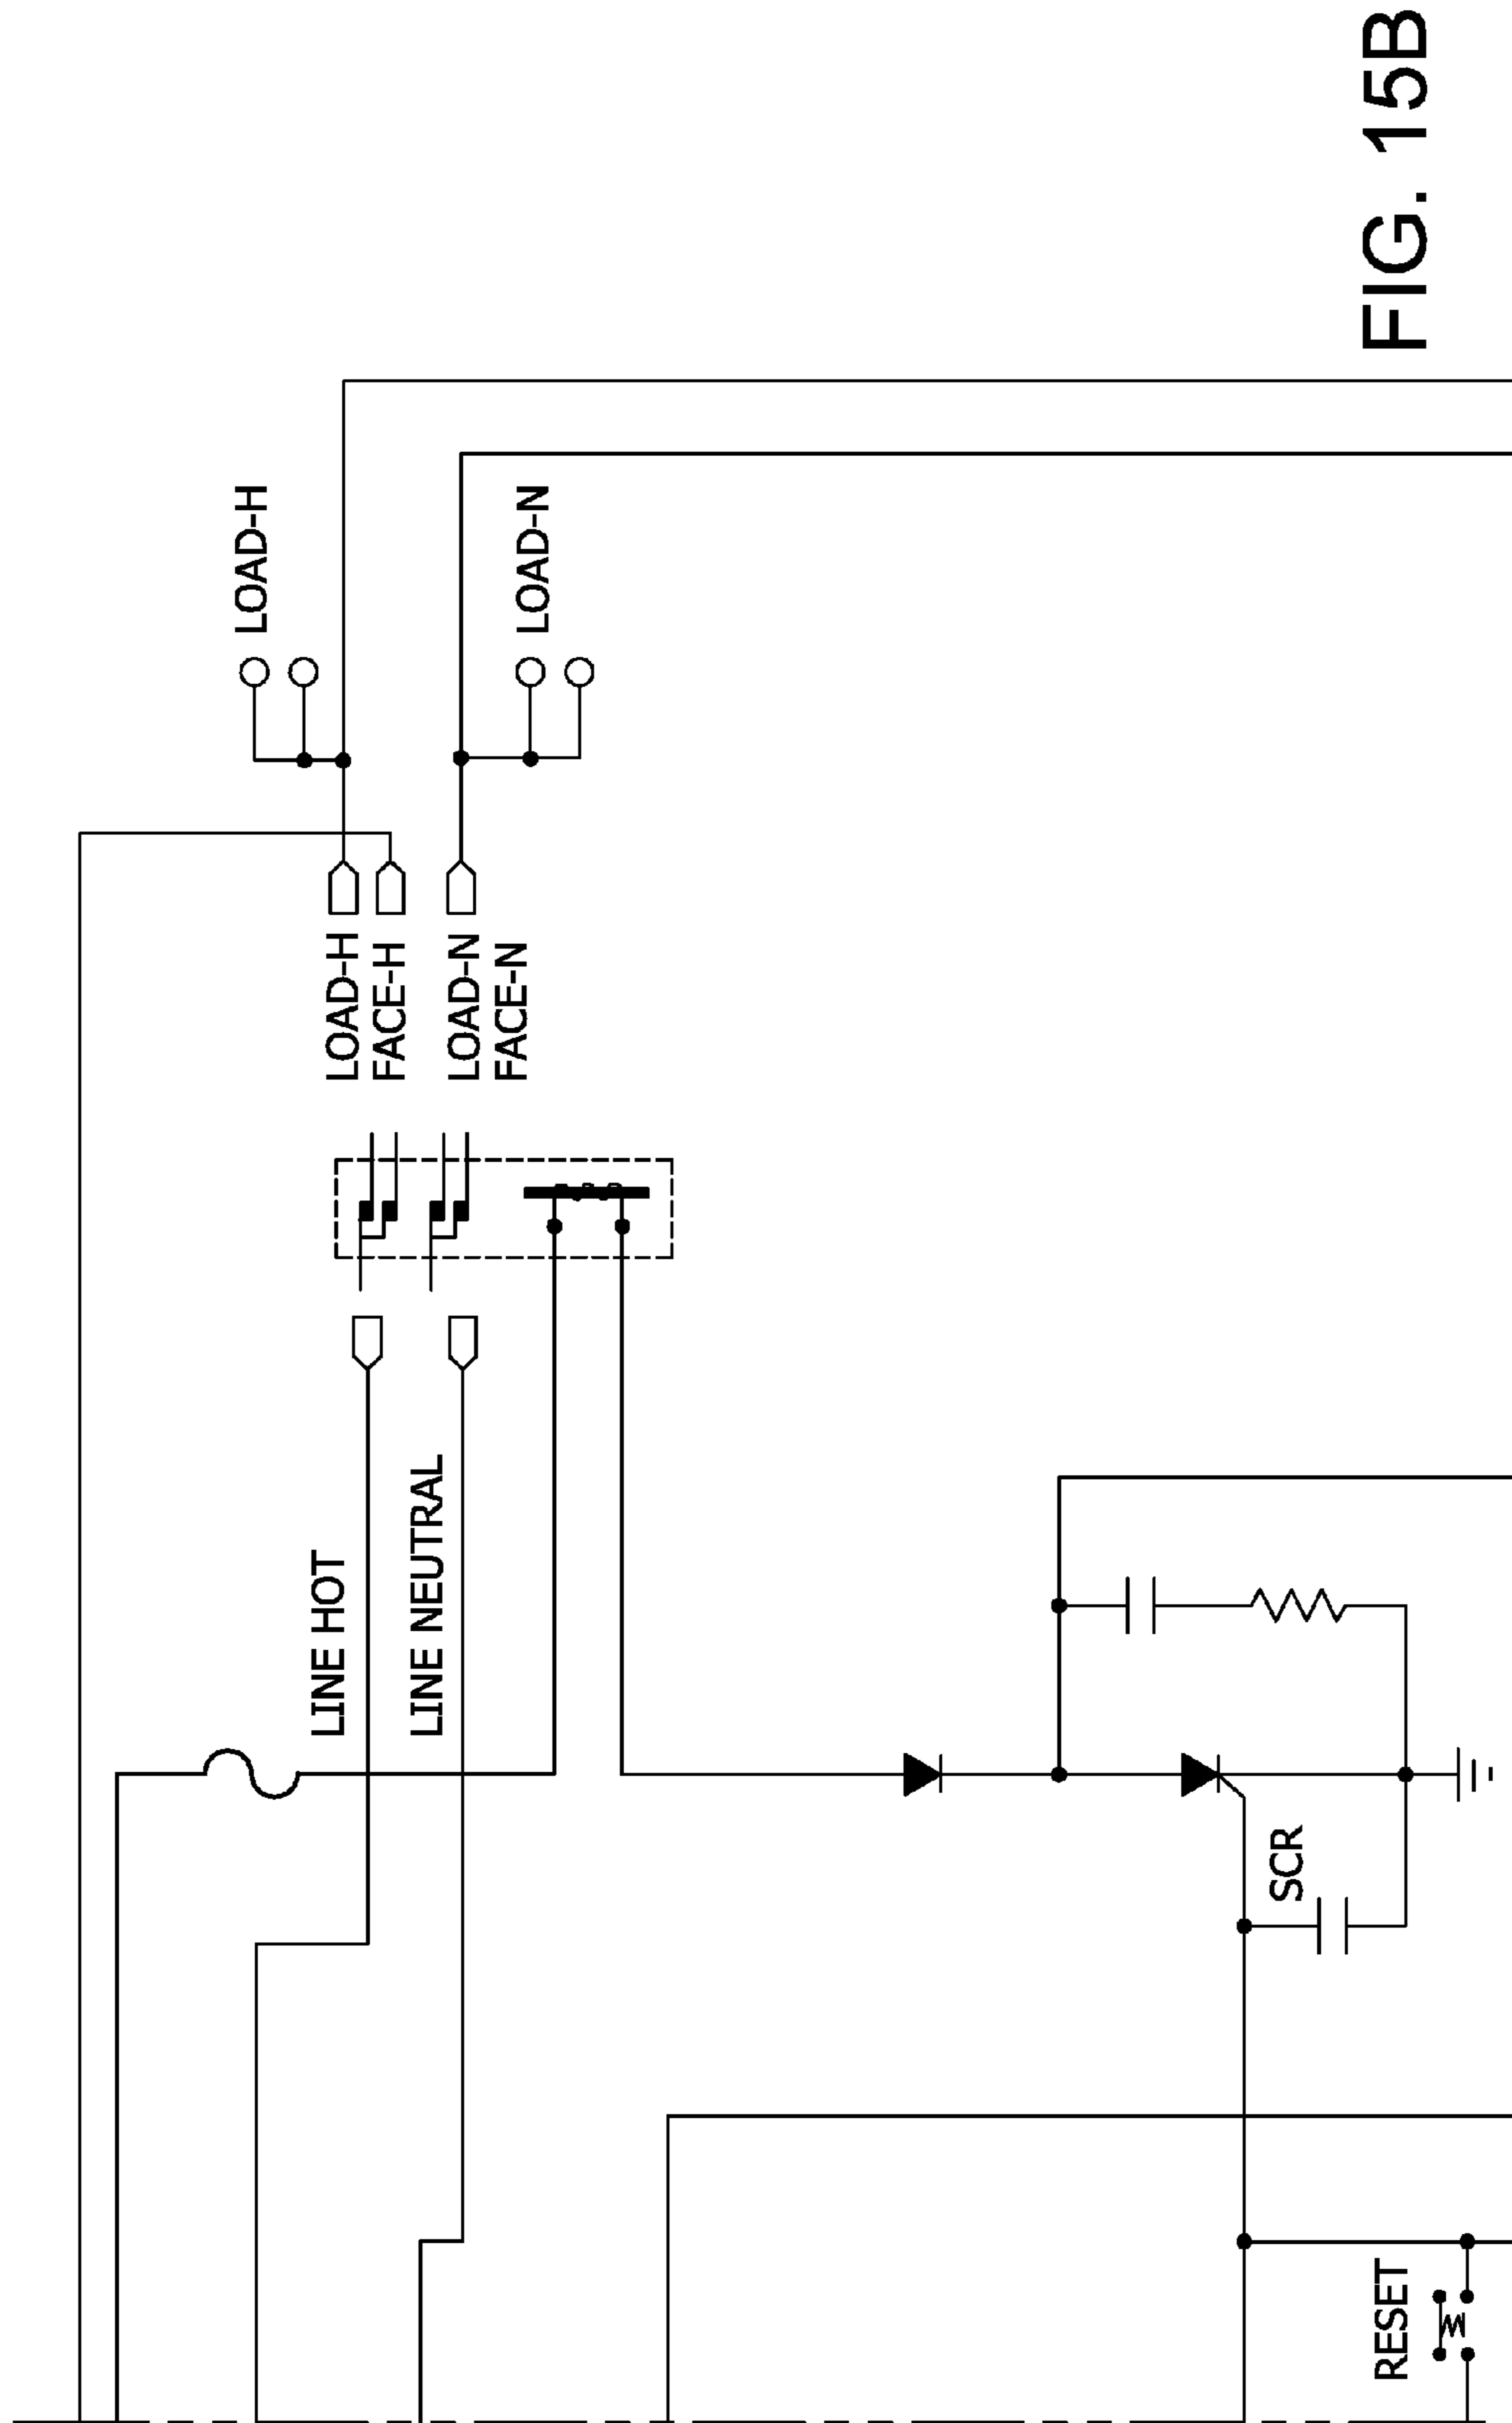 LOAD-H
LOAD-N
LOAD-H
FACE-H
LOAD-N
FACE-N
LINE HOT
LINE NEUTRAL
SCR
RESET
FIG. 15B